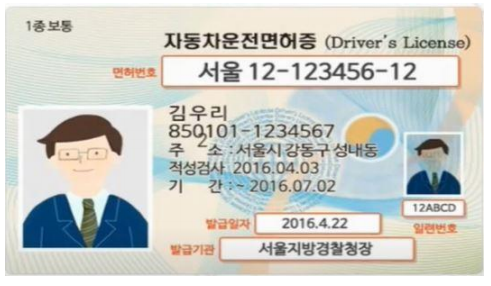 1종보통
자동차운전면허증 (Driver's License)
면허번호 서울 12-123456-12
김우리
850101-1234567
2
주 소 : 서울시 강동구 성내동
적성검사 2016.04.03
기 간 : ~ 2016.07.02
12ABCD
일련번호
발급일자 2016.4.22
발급기관 서울지방경찰청장